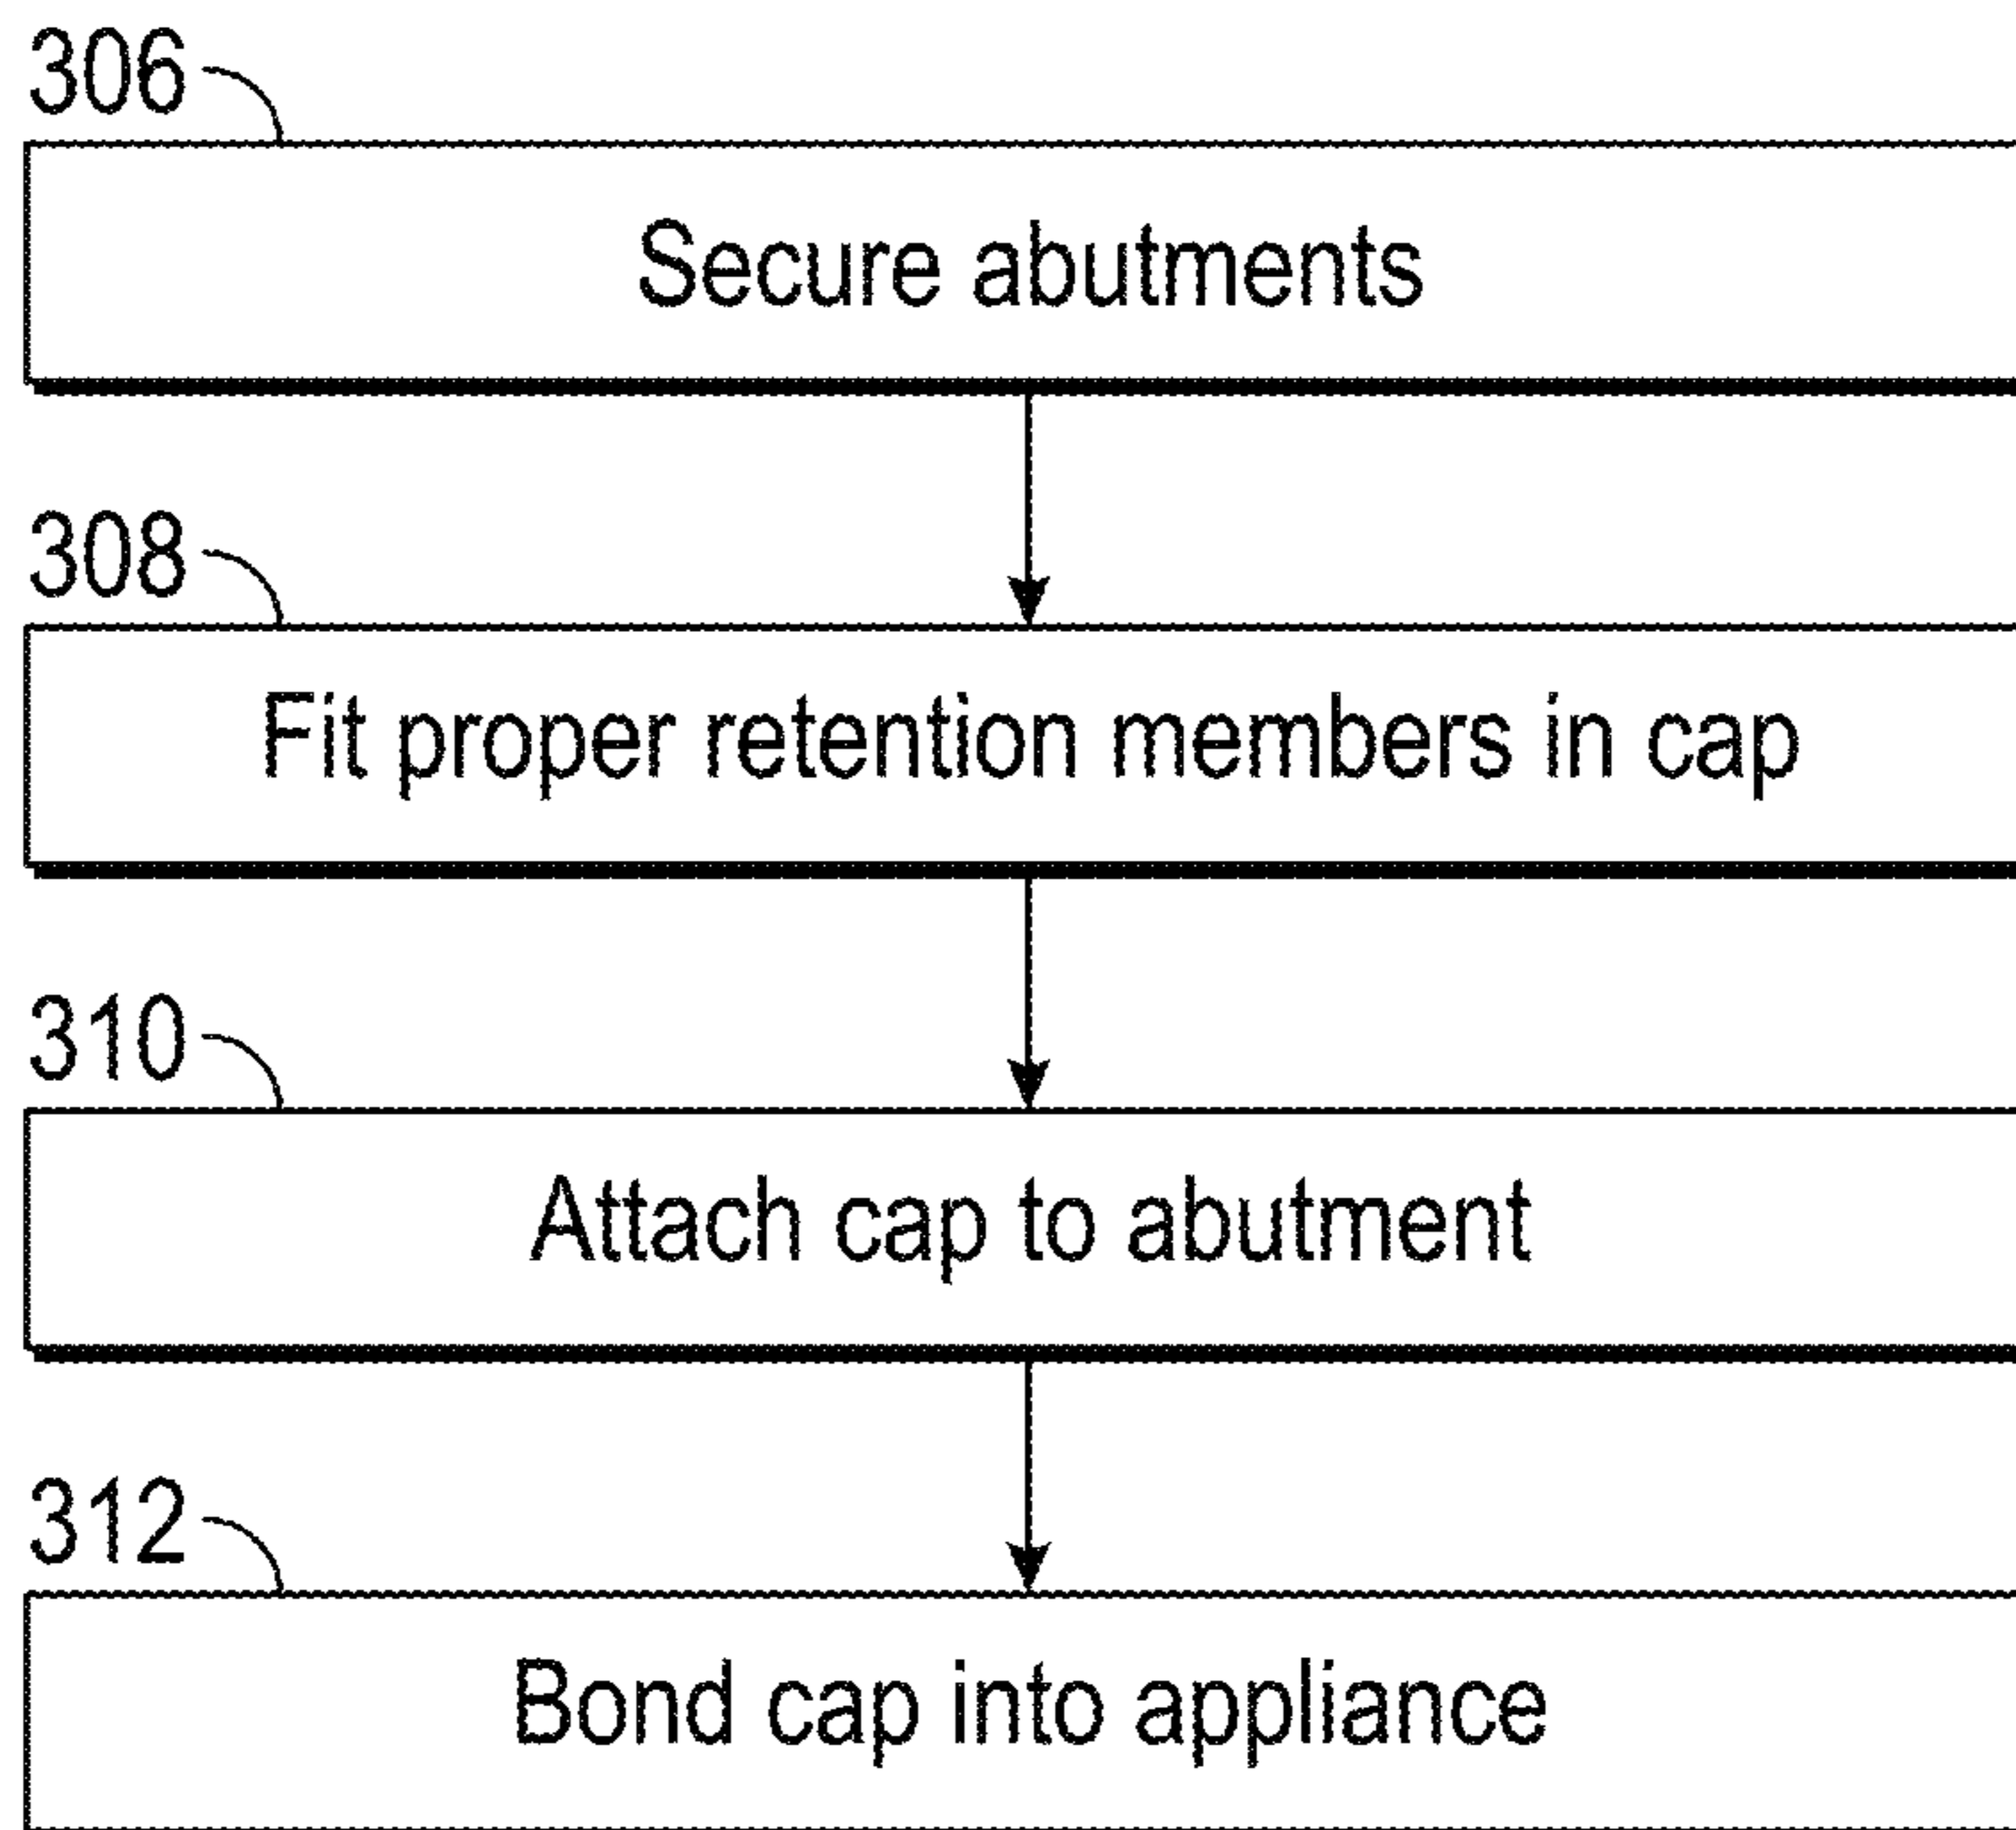 306
Secure abutments
308
Fit proper retention members in cap
310
Attach cap to abutment
312
Bond cap into appliance